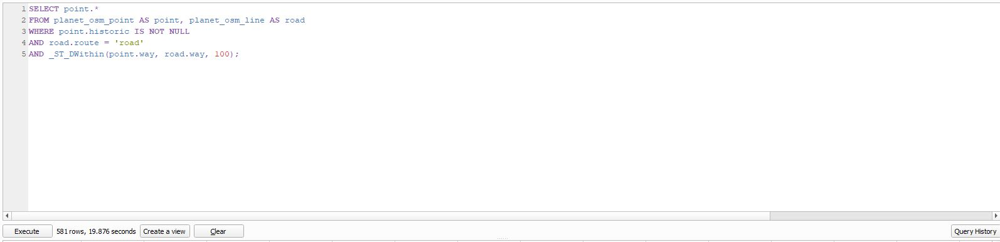 1 SELECT point.*
2 FROM planet_osm_point AS point, planet_osm_line AS road
3 WHERE point.historic IS NOT NULL
4 AND road.route = 'road'
5 AND _ST_DWithin(point.way, road.way, 100);
Execute 581 rows, 19.876 seconds Create a view Clear Query History